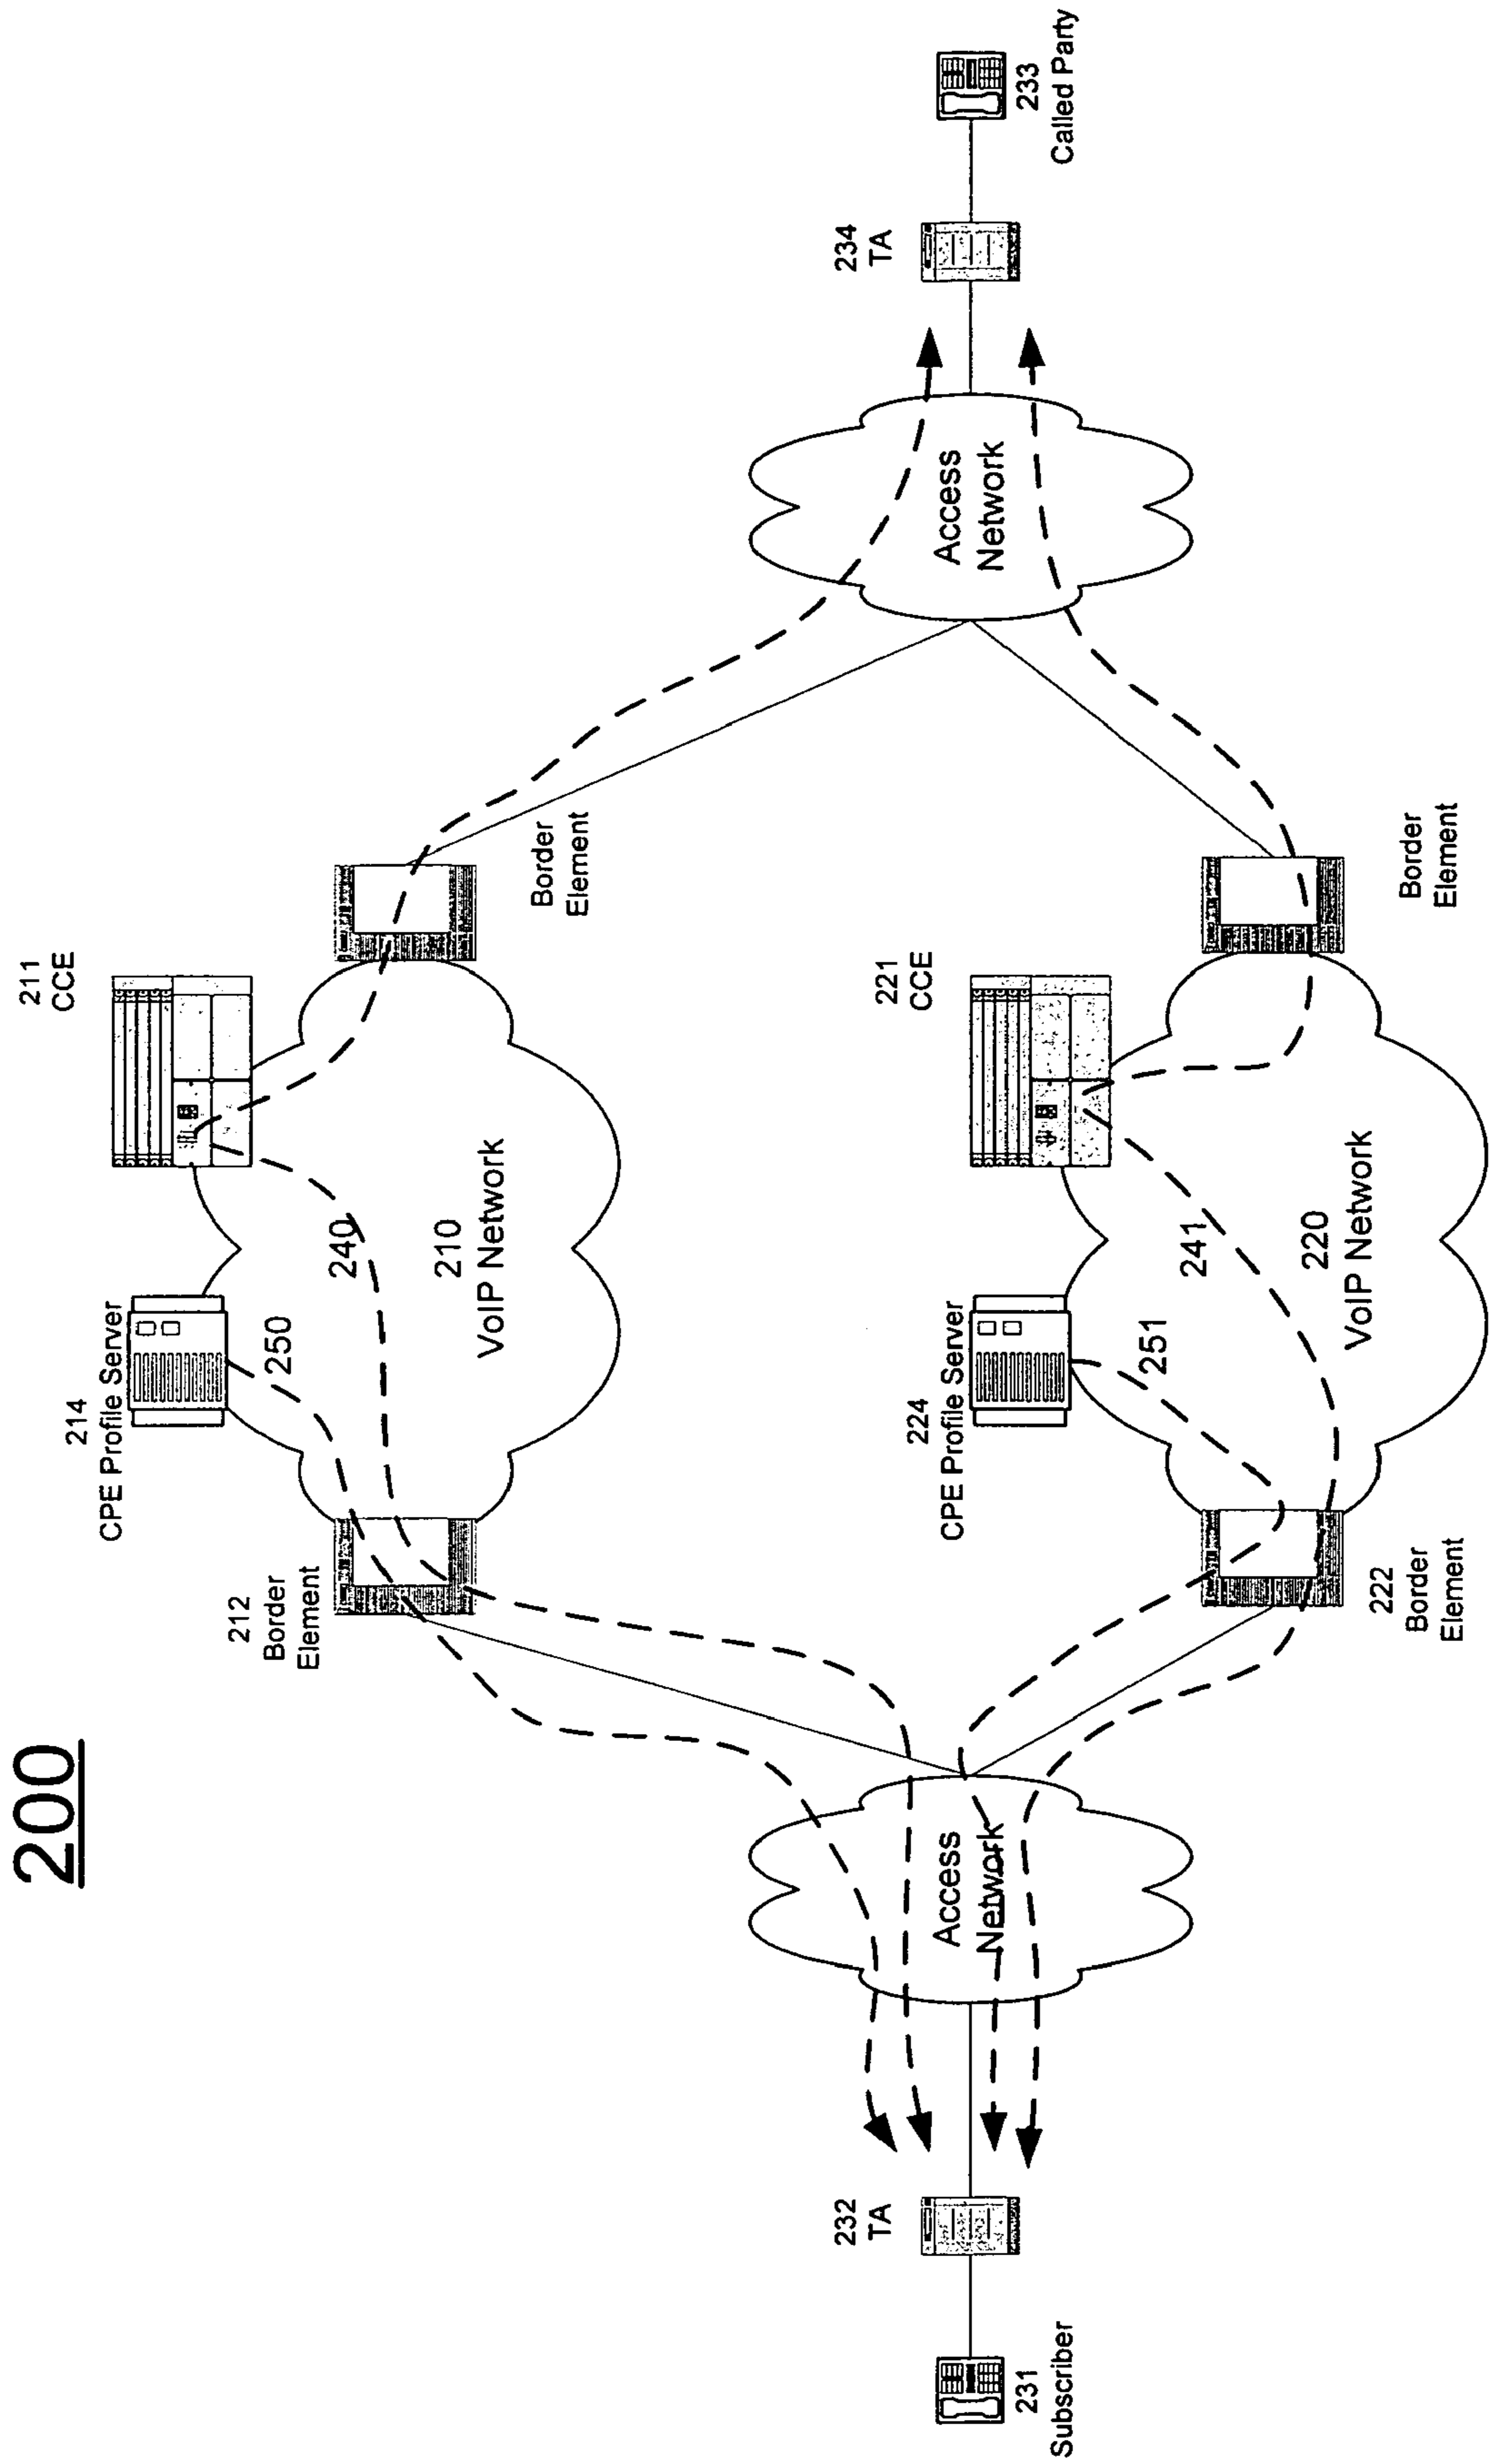 200
211
CCE
214
CPE Profile Server
240
250
210
VoIP Network
212
Border
Element
Border
Element
231
Subscriber
232
TA
Access
Network
Access
Network
234
TA
233
Called Party
221
CCE
224
CPE Profile Server
241
251
220
VoIP Network
222
Border
Element
Border
Element